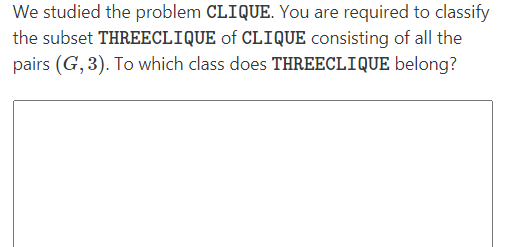 We studied the problem CLIQUE. You are required to classify
the subset THREECLIQUE of CLIQUE consisting of all the
pairs (G, 3). To which class does THREECLIQUE belong?